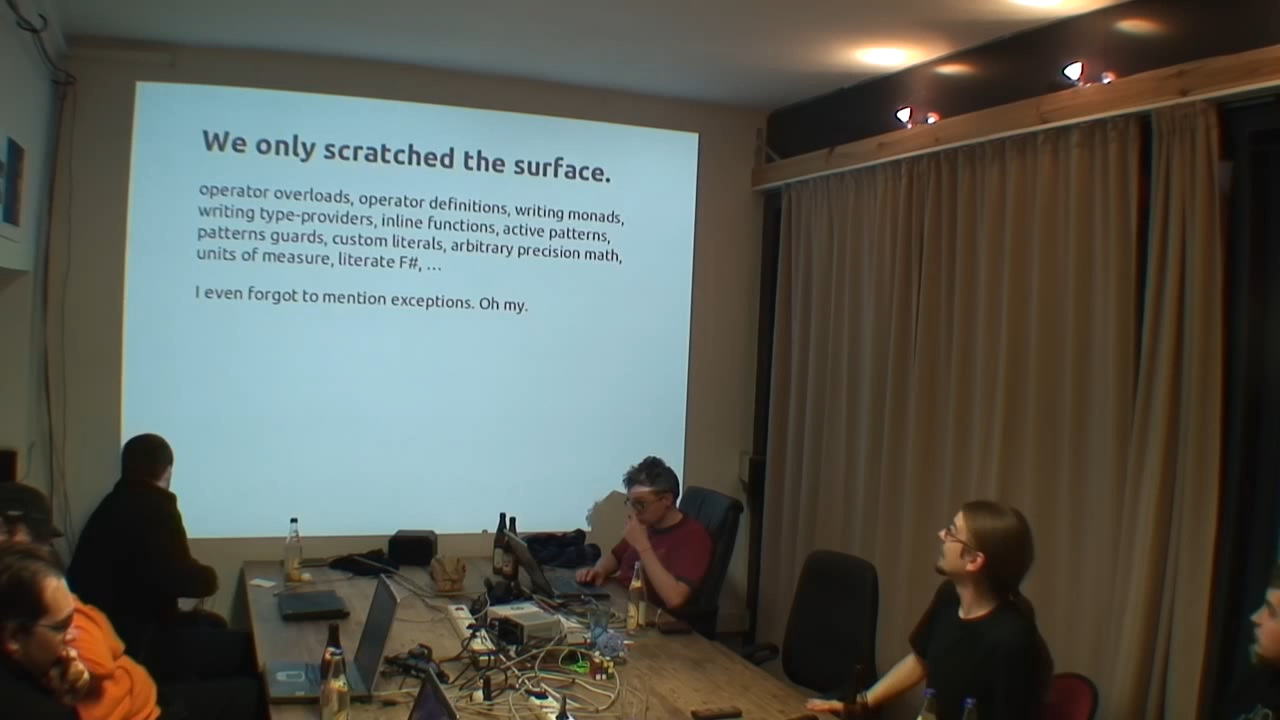 We only scratched the surface.
operator overloads, operator definitions, writing monads,
writing type-providers, inline functions, active patterns,
patterns guards, custom literals, arbitrary precision math,
units of measure, literate F#, ...
I even forgot to mention exceptions. Oh my.